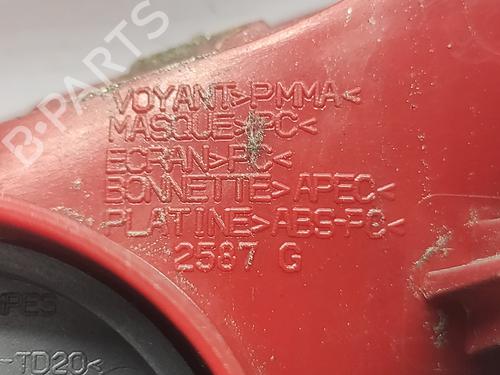 VOYANT>PMMA<
MASQUE>PC<
ECRAN>PC<
BONNETTE>APEC<
PLATINE>ABS-PC<
2587 G
-TD20<
B-PARTS